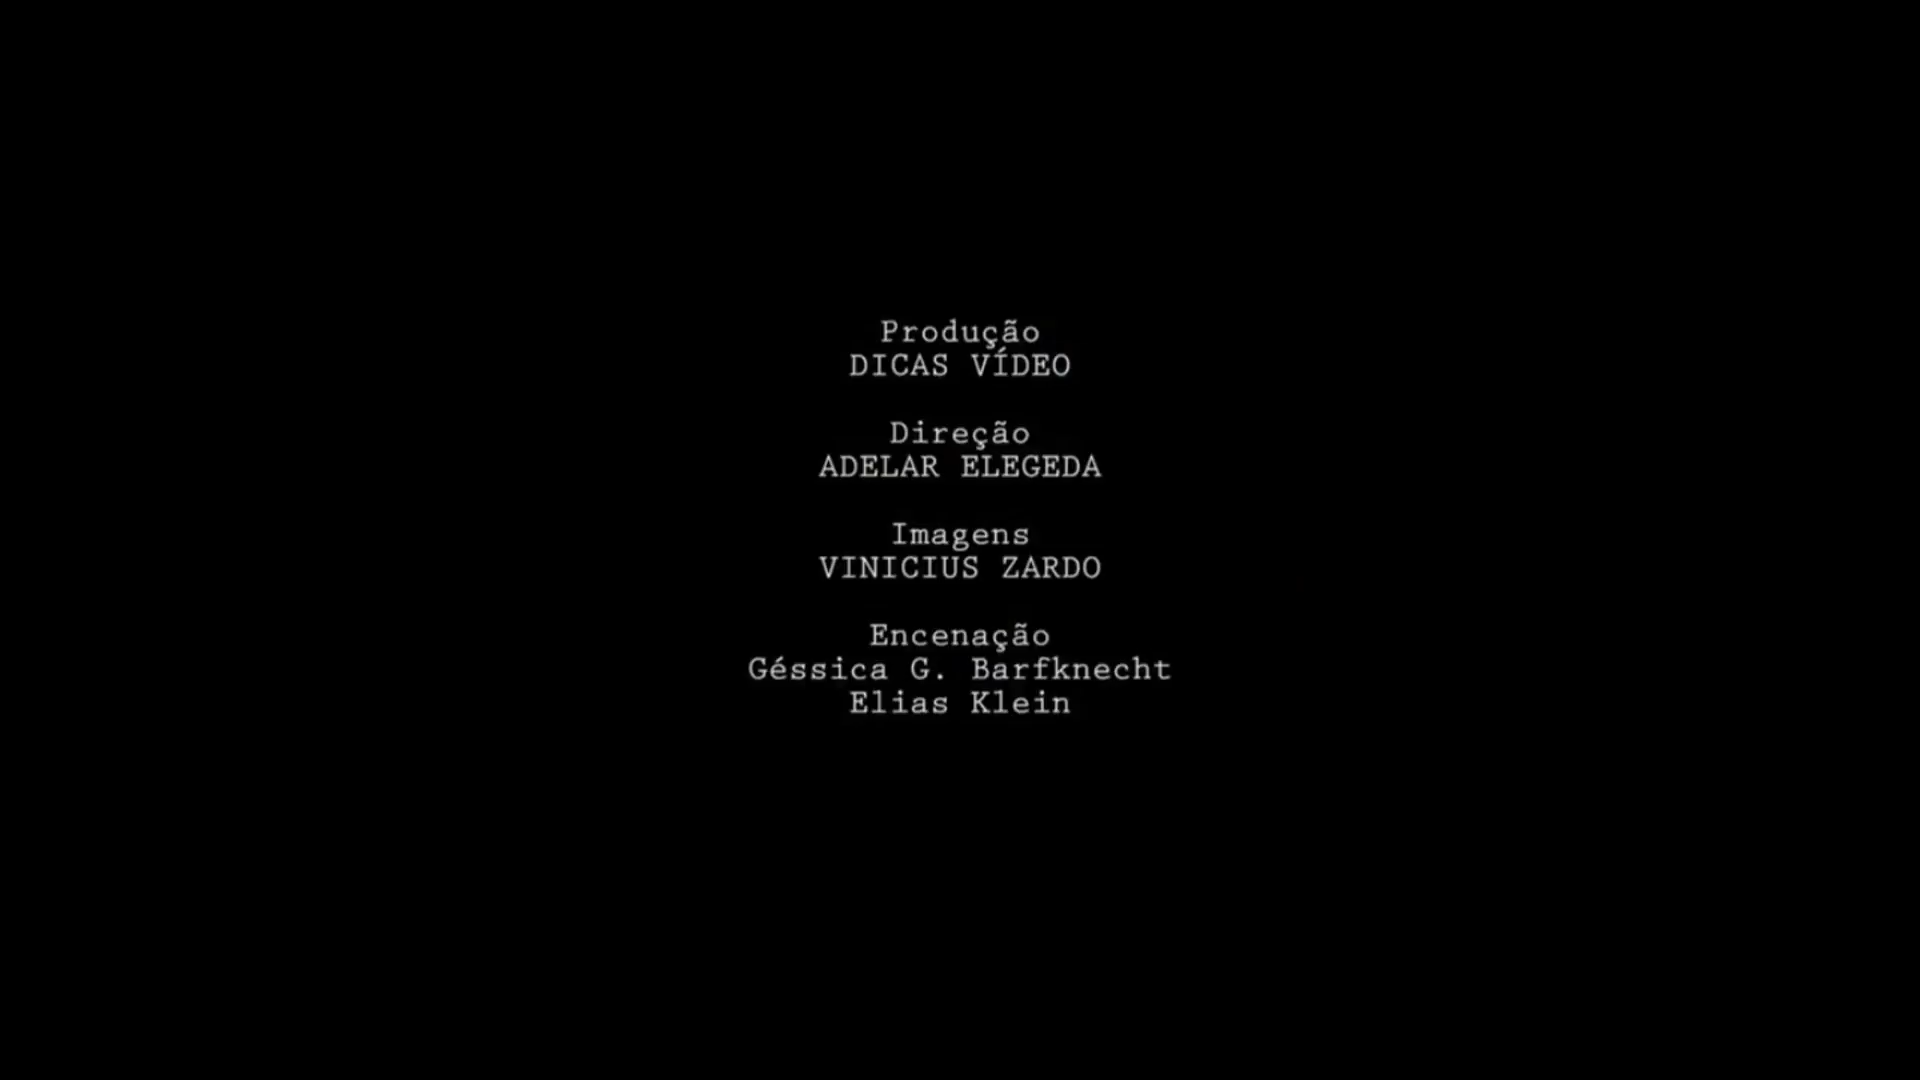 Produção
DICAS VÍDEO
Direção
ADELAR ELEGEDA
Imagens
VINICIUS ZARDO
Encenação
Géssica G. Barfknecht
Elias Klein